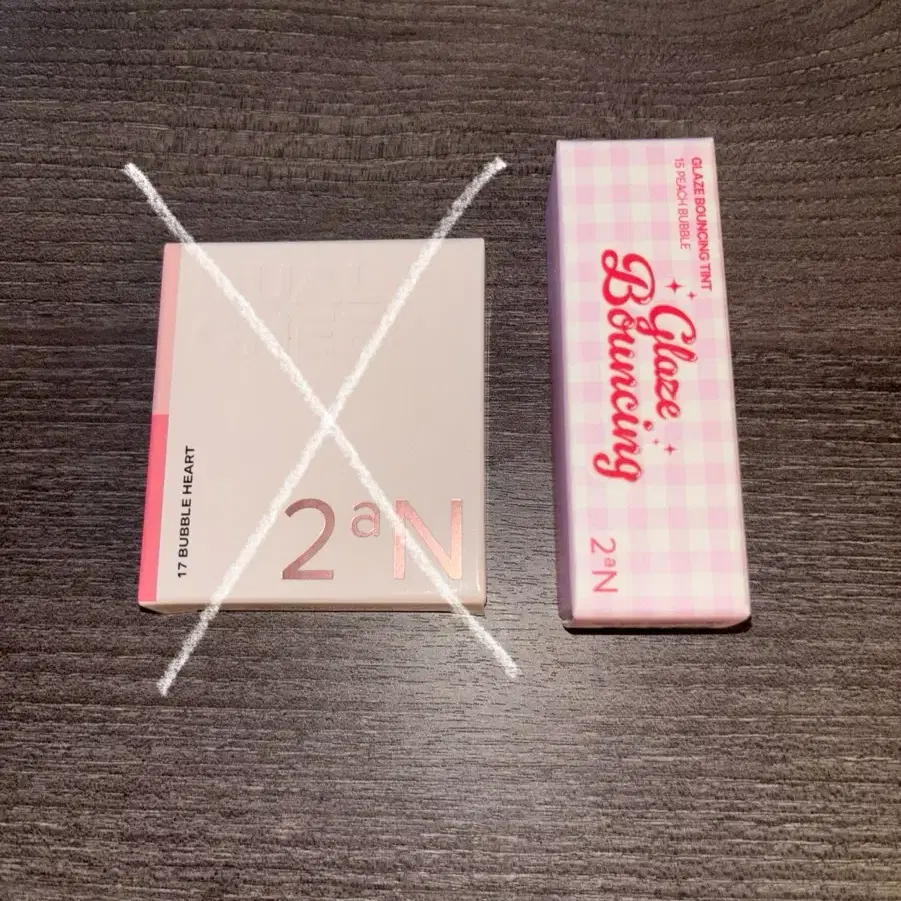 17 BUBBLE HEART
2aN
GLAZE BOUNCING TINT
15 PEACH BUBBLE
Glaze
Bouncing
2aN